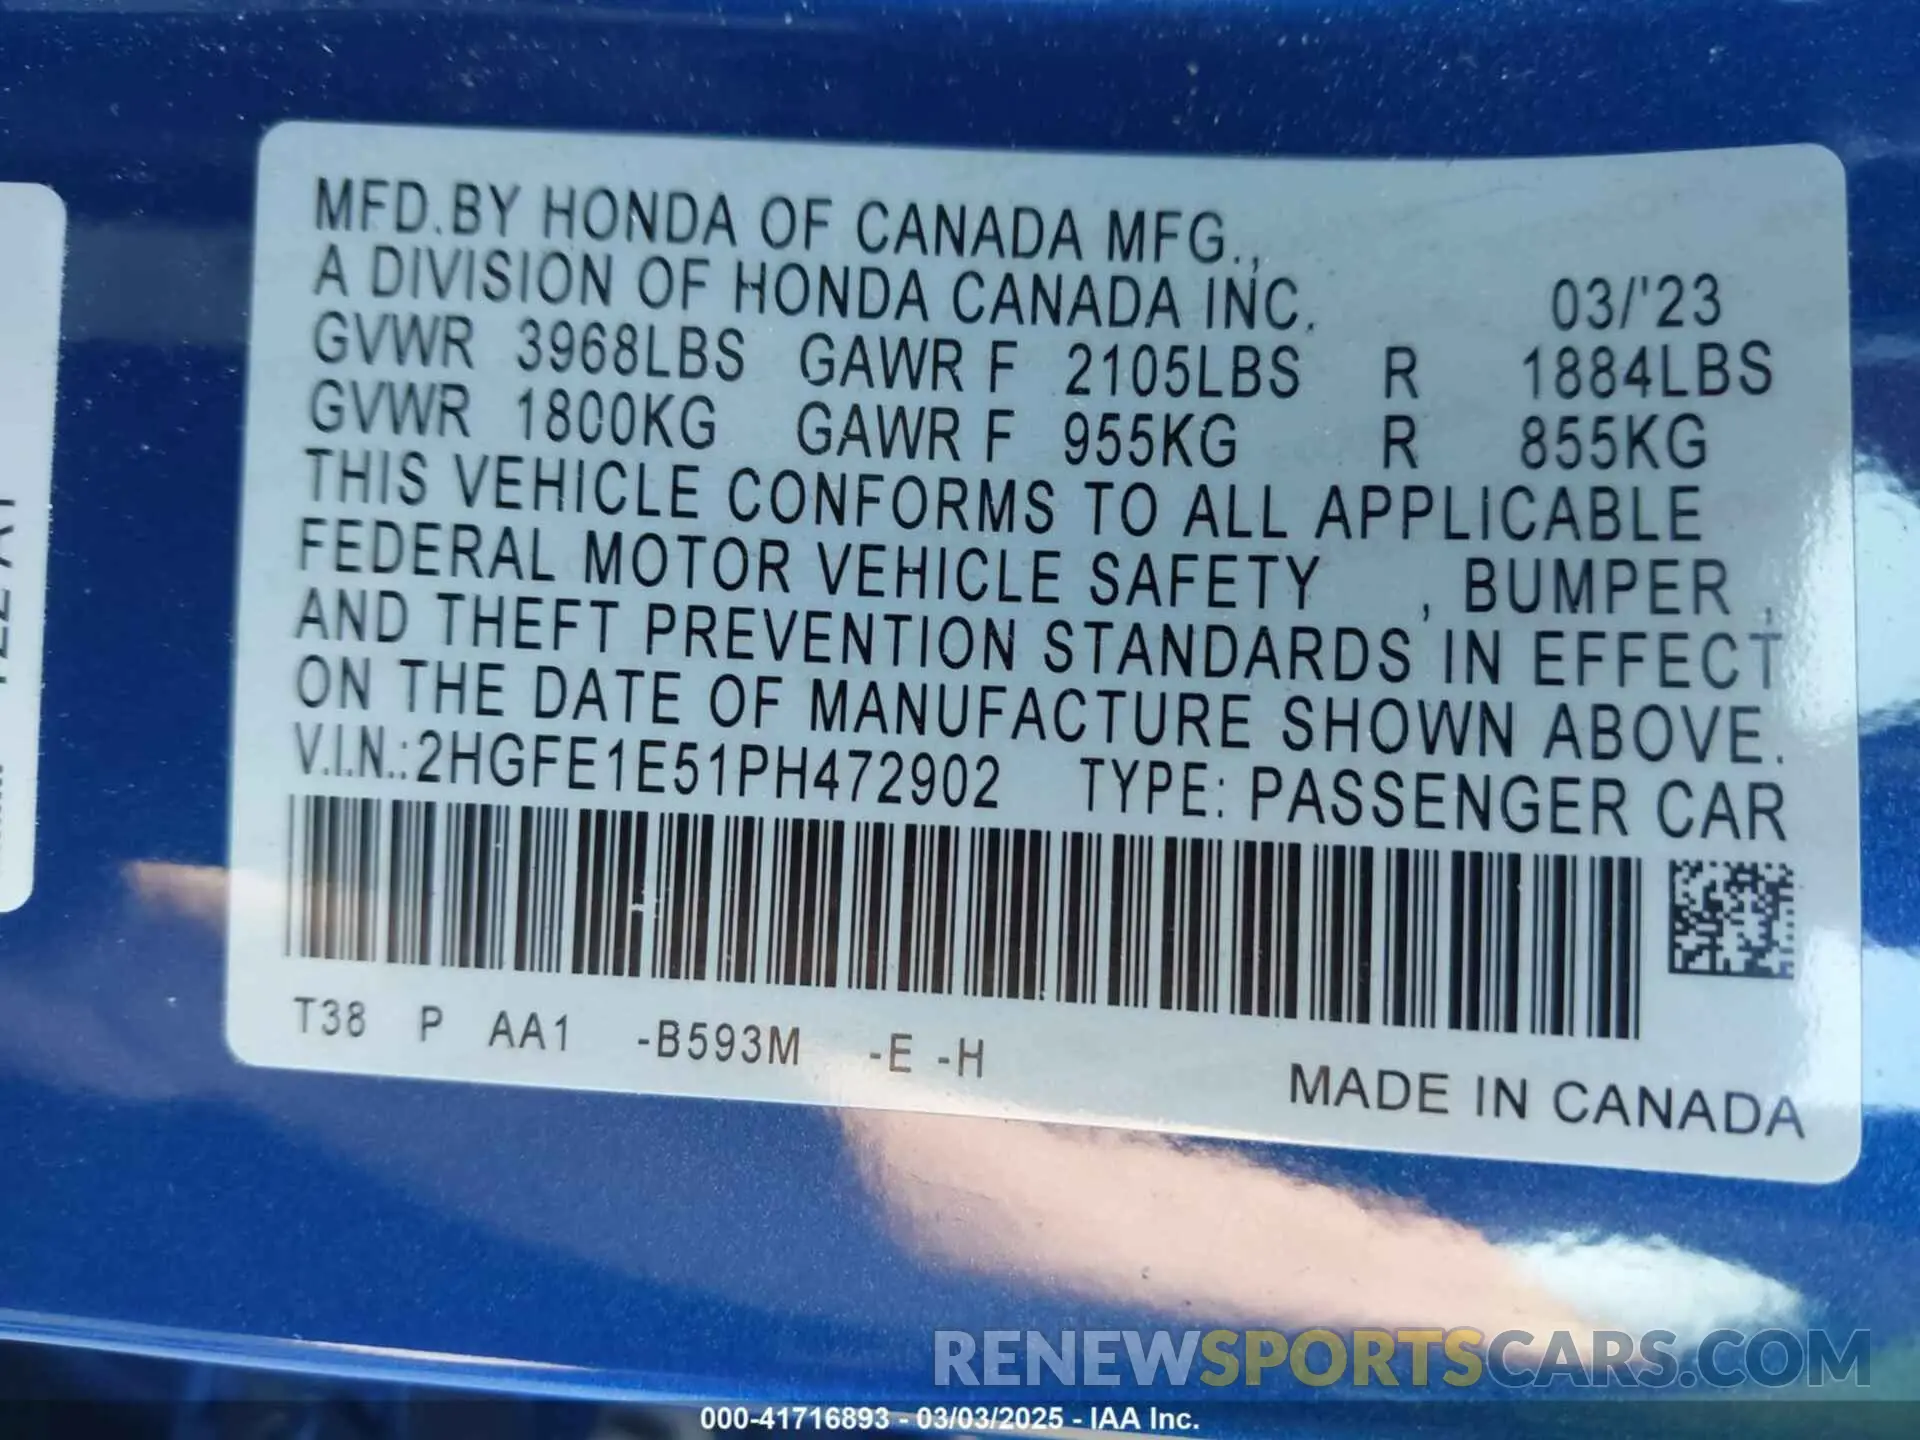 MFD.BY HONDA OF CANADA MFG.,
A DIVISION OF HONDA CANADA INC. 03/'23
GVWR 3968LBS GAWR F 2105LBS R 1884LBS
GVWR 1800KG GAWR F 955KG R 855KG
THIS VEHICLE CONFORMS TO ALL APPLICABLE
FEDERAL MOTOR VEHICLE SAFETY , BUMPER ,
AND THEFT PREVENTION STANDARDS IN EFFECT
ON THE DATE OF MANUFACTURE SHOWN ABOVE.
V.I.N.:2HGFE1E51PH472902 TYPE: PASSENGER CAR
T38 P AA1 -B593M -E -H
MADE IN CANADA
RENEWSPORTSCARS.COM
000-41716893 - 03/03/2025 - IAA Inc.